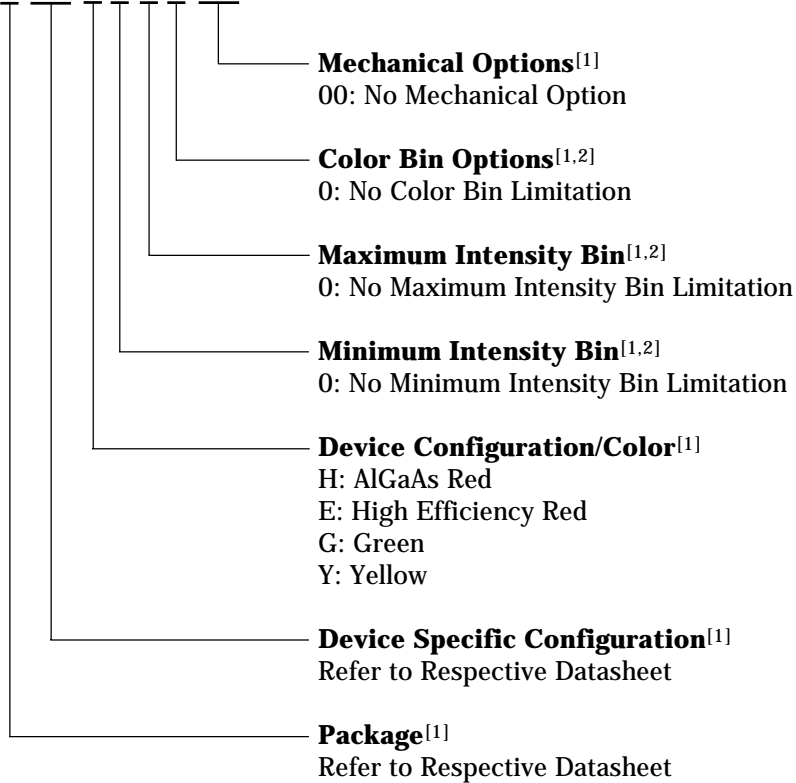 Mechanical Options[1]
00: No Mechanical Option
Color Bin Options[1,2]
0: No Color Bin Limitation
Maximum Intensity Bin[1,2]
0: No Maximum Intensity Bin Limitation
Minimum Intensity Bin[1,2]
0: No Minimum Intensity Bin Limitation
Device Configuration/Color[1]
H: AlGaAs Red
E: High Efficiency Red
G: Green
Y: Yellow
Device Specific Configuration[1]
Refer to Respective Datasheet
Package[1]
Refer to Respective Datasheet